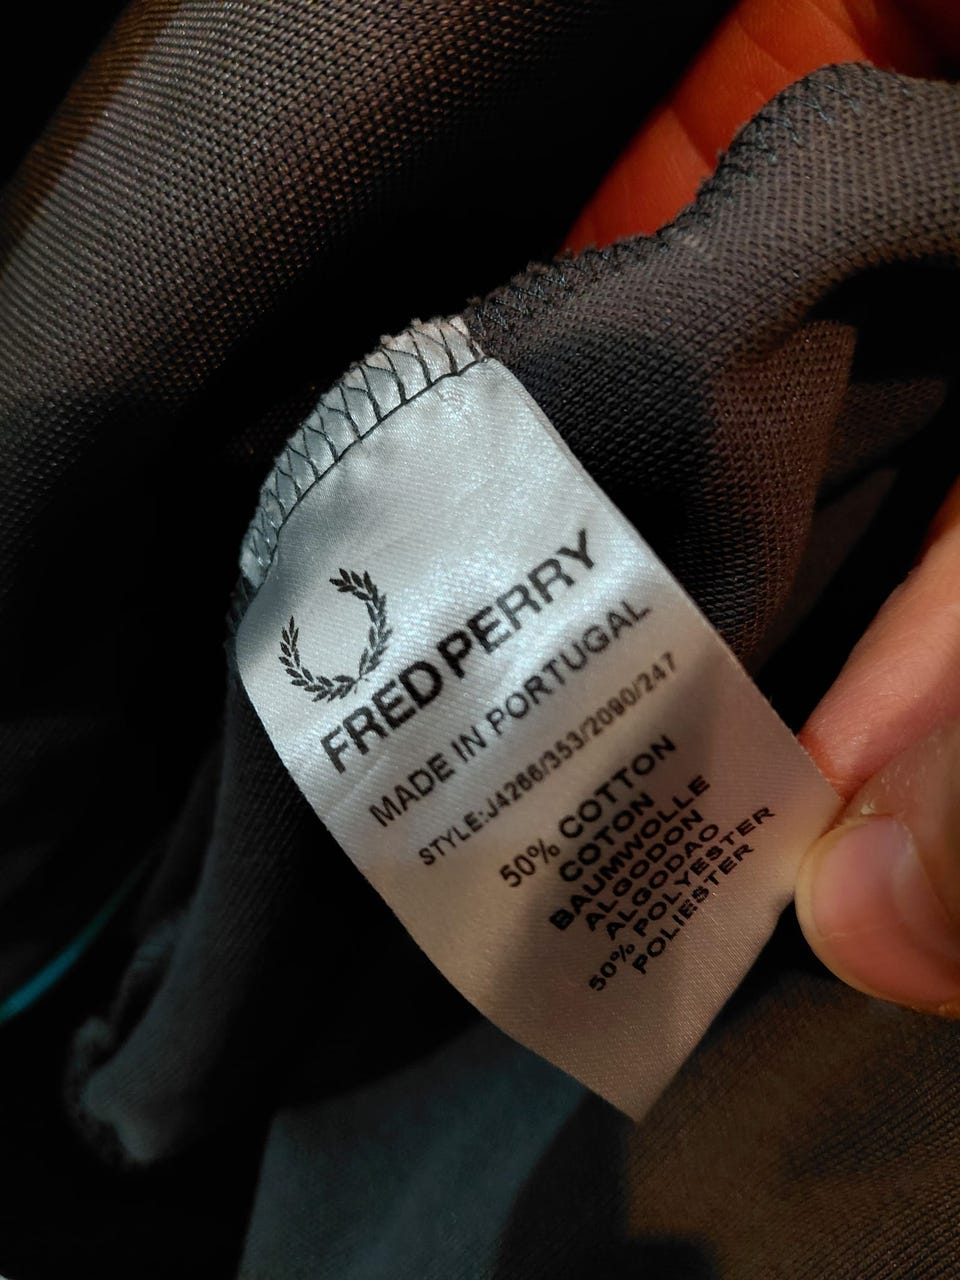 FRED PERRY
MADE IN PORTUGAL
STYLE:J4266/353/2090/247
50% COTTON
COTON
BAUMWOLLE
ALGODON
ALGODAO
50% POLYESTER
POLIESTER